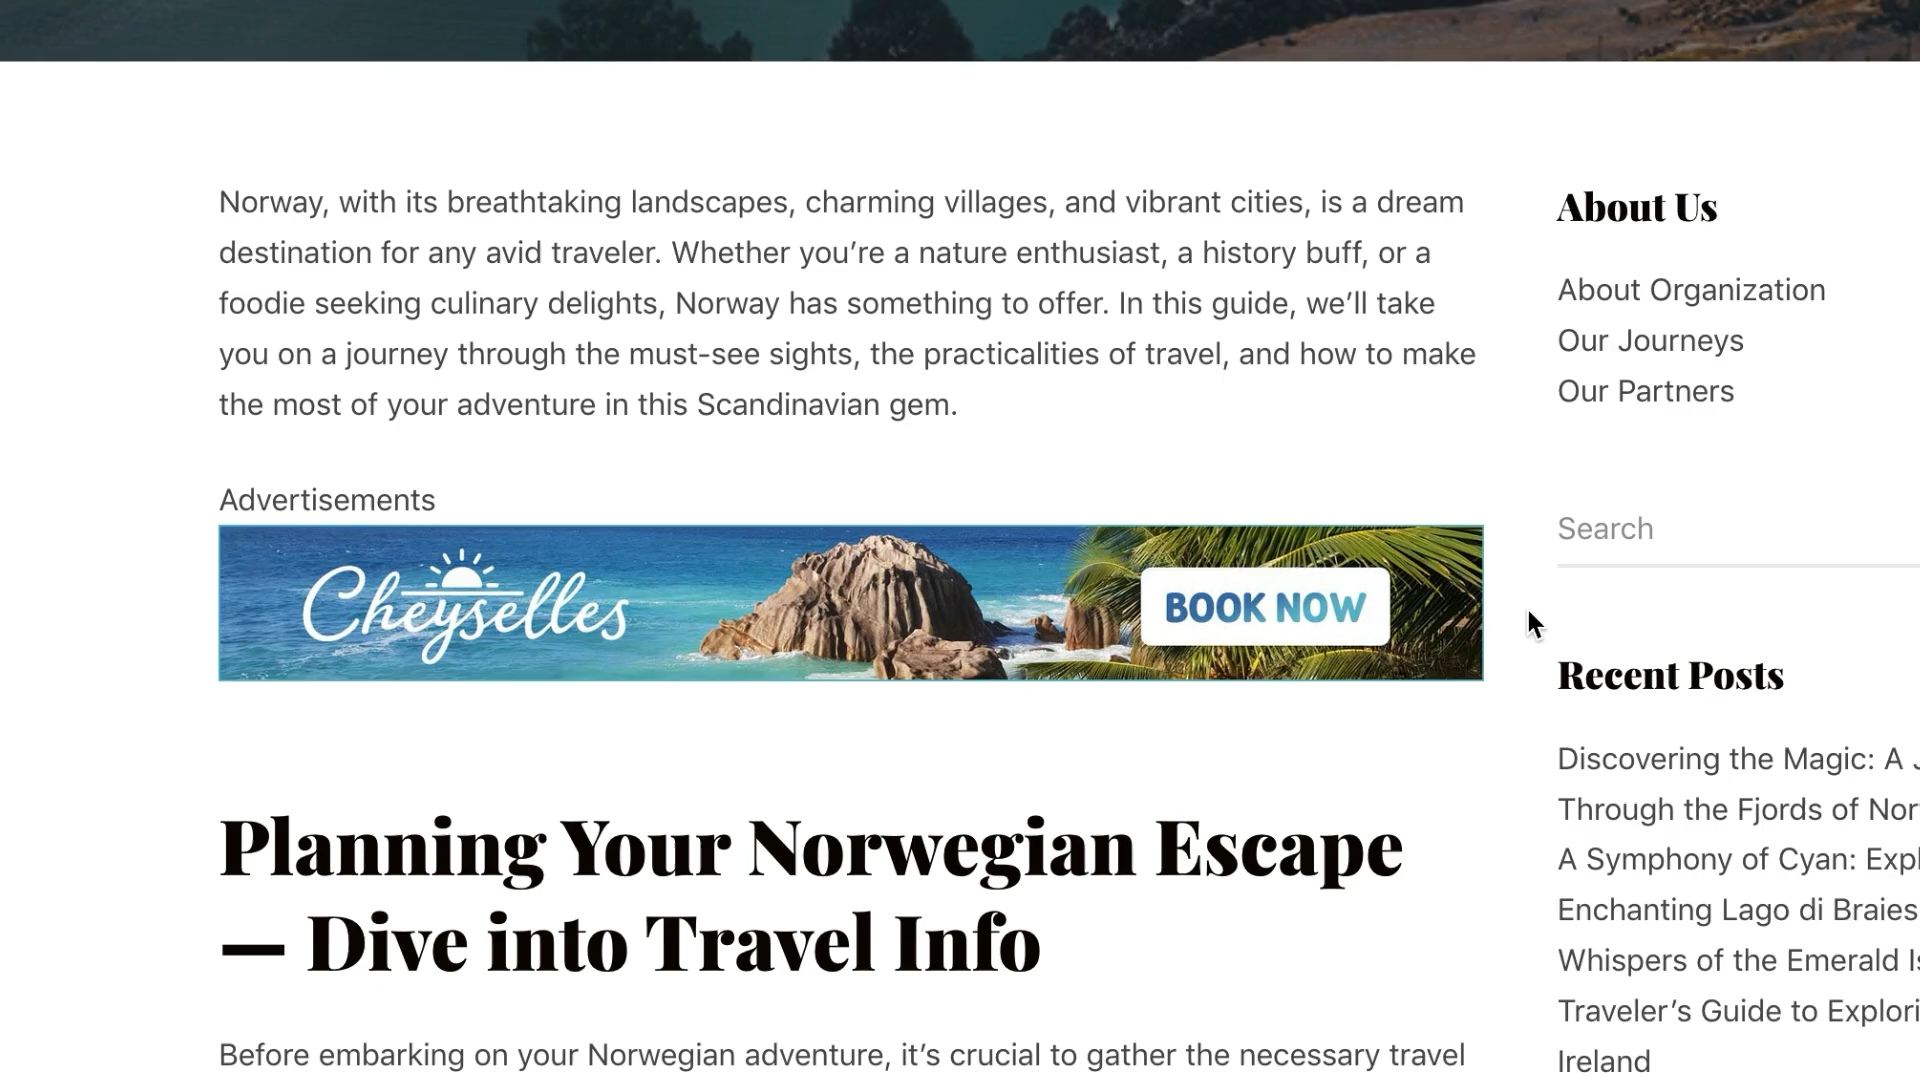 Norway, with its breathtaking landscapes, charming villages, and vibrant cities, is a dream
destination for any avid traveler. Whether you’re a nature enthusiast, a history buff, or a
foodie seeking culinary delights, Norway has something to offer. In this guide, we’ll take
you on a journey through the must-see sights, the practicalities of travel, and how to make
the most of your adventure in this Scandinavian gem.
Advertisements
Cheyselles
BOOK NOW
Planning Your Norwegian Escape
— Dive into Travel Info
Before embarking on your Norwegian adventure, it’s crucial to gather the necessary travel
About Us
About Organization
Our Journeys
Our Partners
Search
Recent Posts
Discovering the Magic: A
Through the Fjords of
A Symphony of Cyan:
Enchanting Lago di Braies
Whispers of the Emerald
Traveler’s Guide to
Ireland